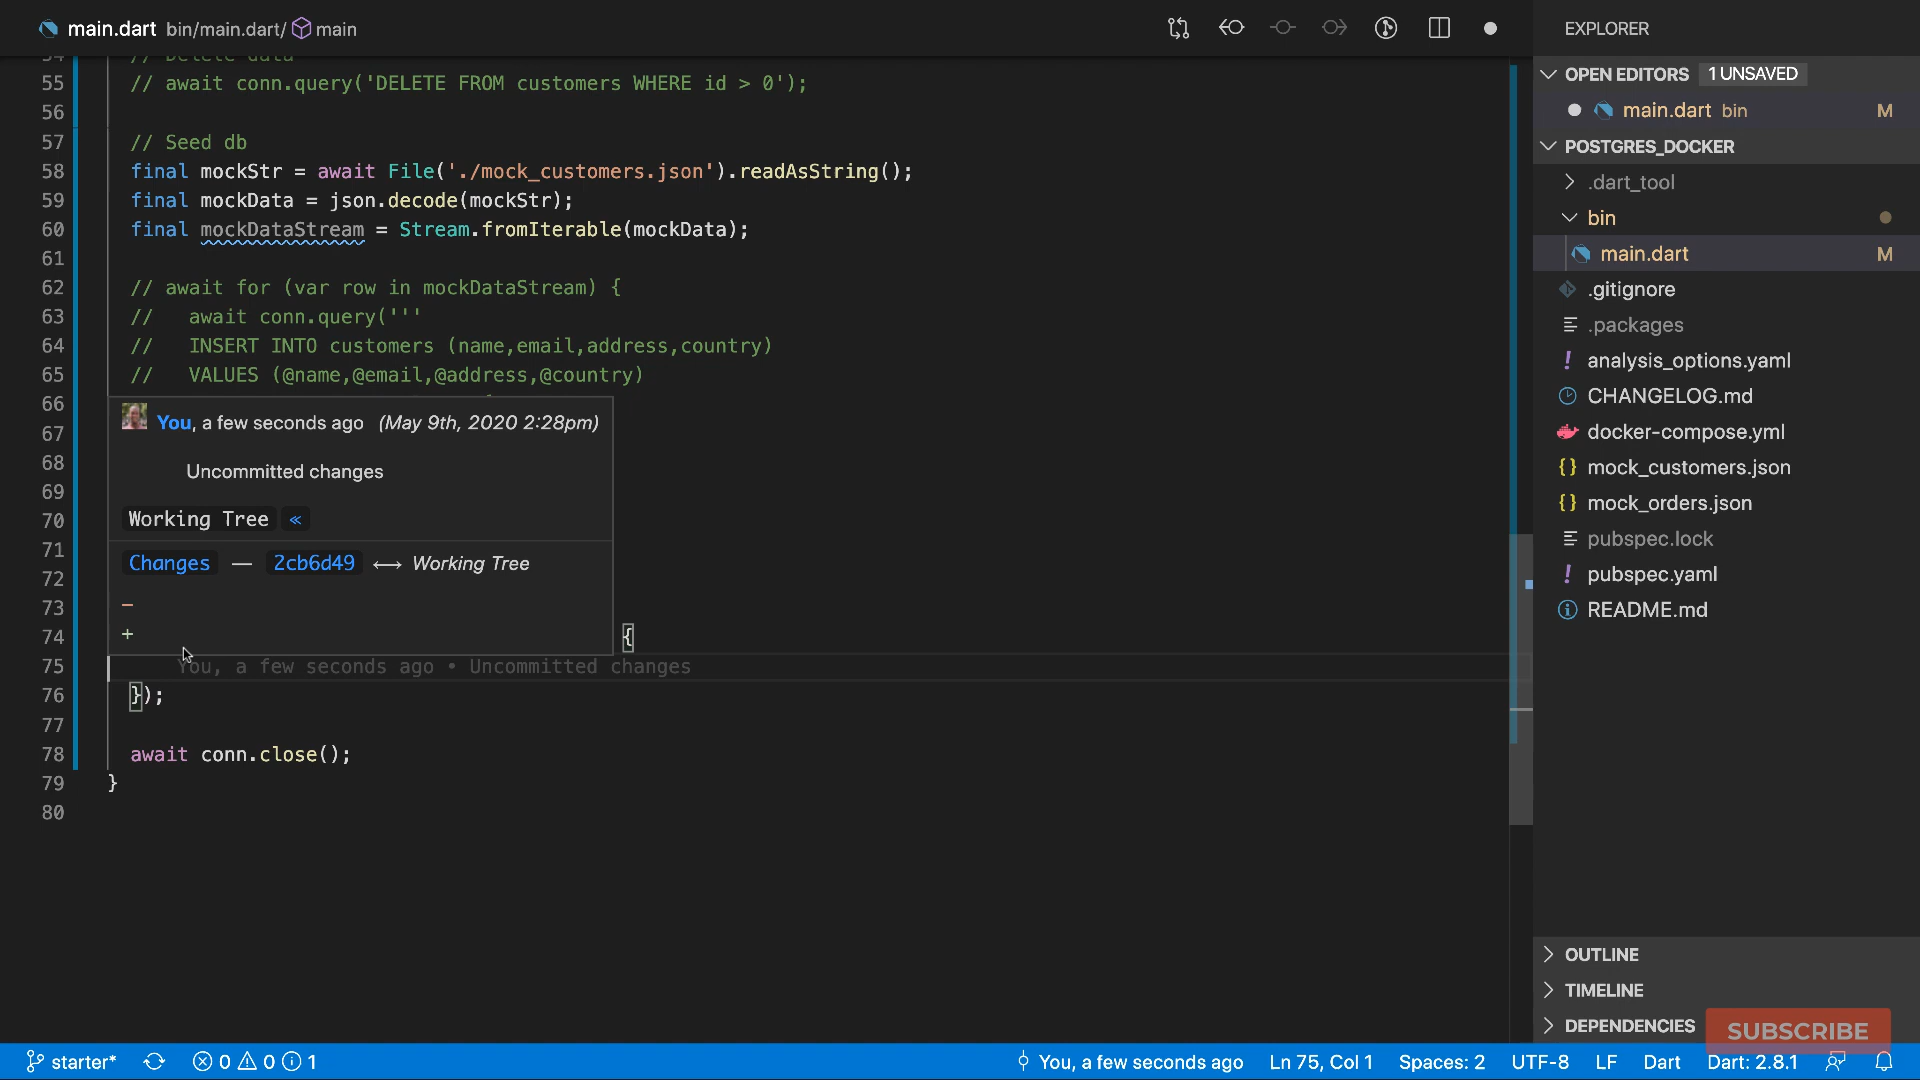 main.dart bin/main.dart/ main
54 // Delete data
55 // await conn.query('DELETE FROM customers WHERE id > 0');
56
57 // Seed db
58 final mockStr = await File('./mock_customers.json').readAsString();
59 final mockData = json.decode(mockStr);
60 final mockDataStream = Stream.fromIterable(mockData);
61
62 // await for (var row in mockDataStream) {
63 //   await conn.query('''
64 //   INSERT INTO customers (name,email,address,country)
65 //   VALUES (@name,@email,@address,@country)
66
You, a few seconds ago (May 9th, 2020 2:28pm)
67
68
Uncommitted changes
69
70
Working Tree «
71
Changes — 2cb6d49 ⟷ Working Tree
72
73 −
74 + {
75 You, a few seconds ago • Uncommitted changes
76 });
77
78 await conn.close();
79 }
80
EXPLORER
OPEN EDITORS 1 UNSAVED
main.dart bin M
POSTGRES_DOCKER
.dart_tool
bin
main.dart M
.gitignore
.packages
! analysis_options.yaml
CHANGELOG.md
docker-compose.yml
{} mock_customers.json
{} mock_orders.json
pubspec.lock
! pubspec.yaml
README.md
OUTLINE
TIMELINE
DEPENDENCIES
SUBSCRIBE
starter* 0 0 1 You, a few seconds ago Ln 75, Col 1 Spaces: 2 UTF-8 LF Dart Dart: 2.8.1